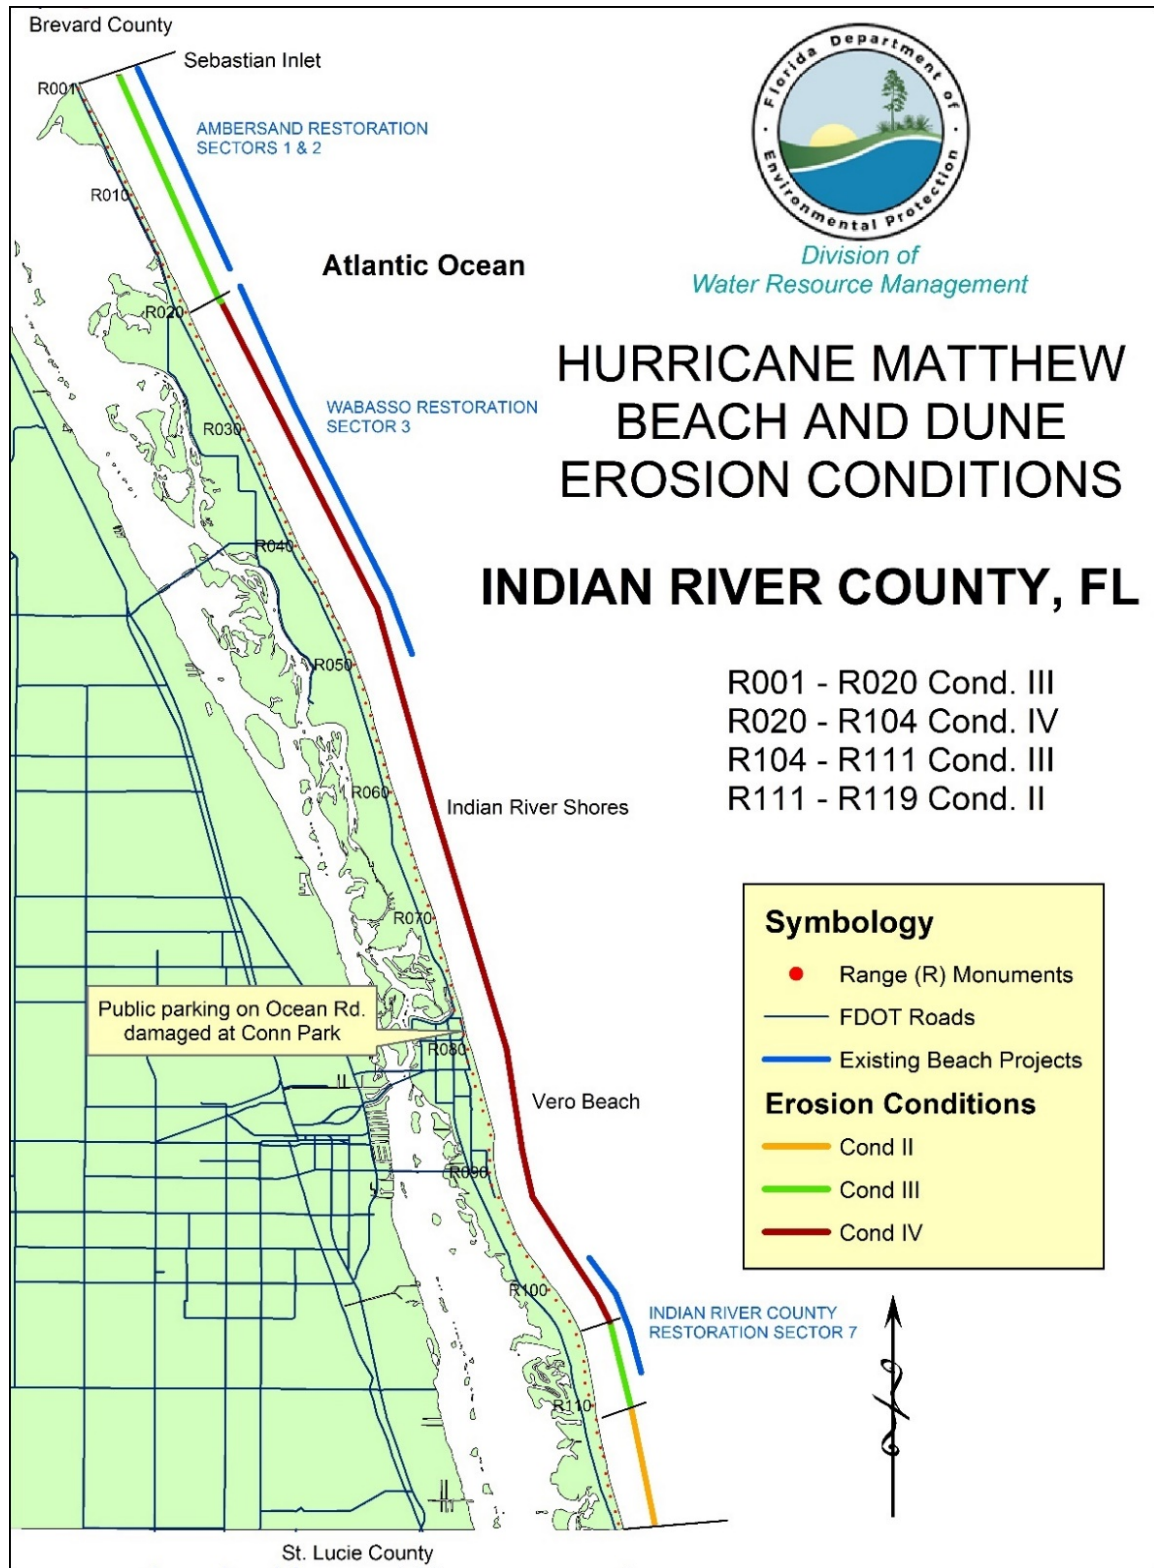 Brevard County
Sebastian Inlet
R001
AMBERSAND RESTORATION
SECTORS 1 & 2
R010
Atlantic Ocean
R020
WABASSO RESTORATION
SECTOR 3
R030
R040
R050
R060
Indian River Shores
R070
Public parking on Ocean Rd.
damaged at Conn Park
R080
Vero Beach
R090
R100
INDIAN RIVER COUNTY
RESTORATION SECTOR 7
R110
St. Lucie County
Florida Department of
Environmental Protection
Division of
Water Resource Management
HURRICANE MATTHEW
BEACH AND DUNE
EROSION CONDITIONS
INDIAN RIVER COUNTY, FL
R001 - R020 Cond. III
R020 - R104 Cond. IV
R104 - R111 Cond. III
R111 - R119 Cond. II
Symbology
Range (R) Monuments
FDOT Roads
Existing Beach Projects
Erosion Conditions
Cond II
Cond III
Cond IV